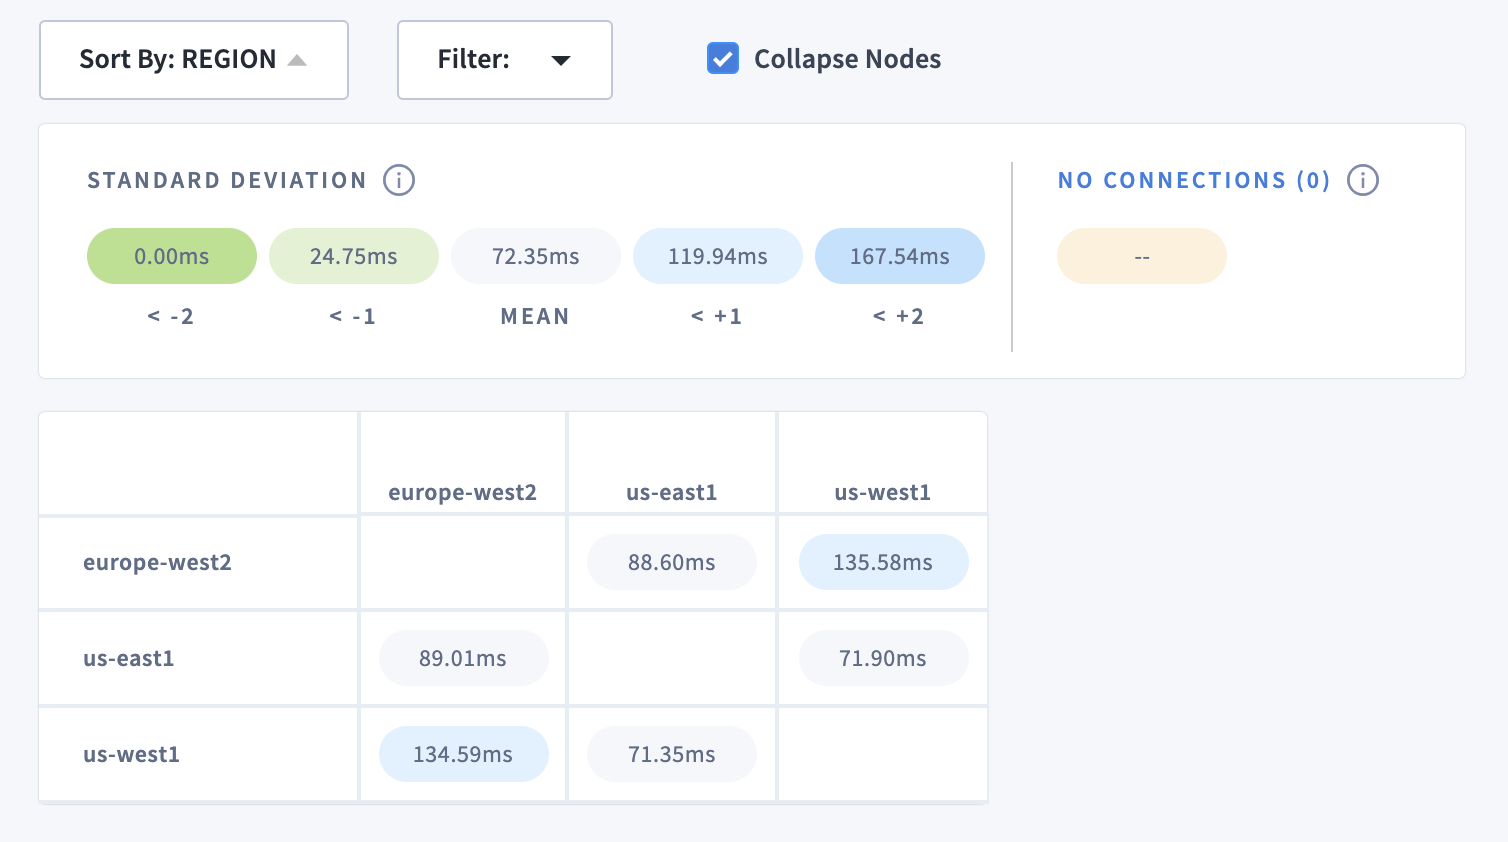 Sort By: REGION
Filter:
Collapse Nodes
STANDARD DEVIATION
NO CONNECTIONS (0)
0.00ms 24.75ms 72.35ms 119.94ms 167.54ms --
< -2 < -1 MEAN < +1 < +2
europe-west2 us-east1 us-west1
europe-west2 88.60ms 135.58ms
us-east1 89.01ms 71.90ms
us-west1 134.59ms 71.35ms